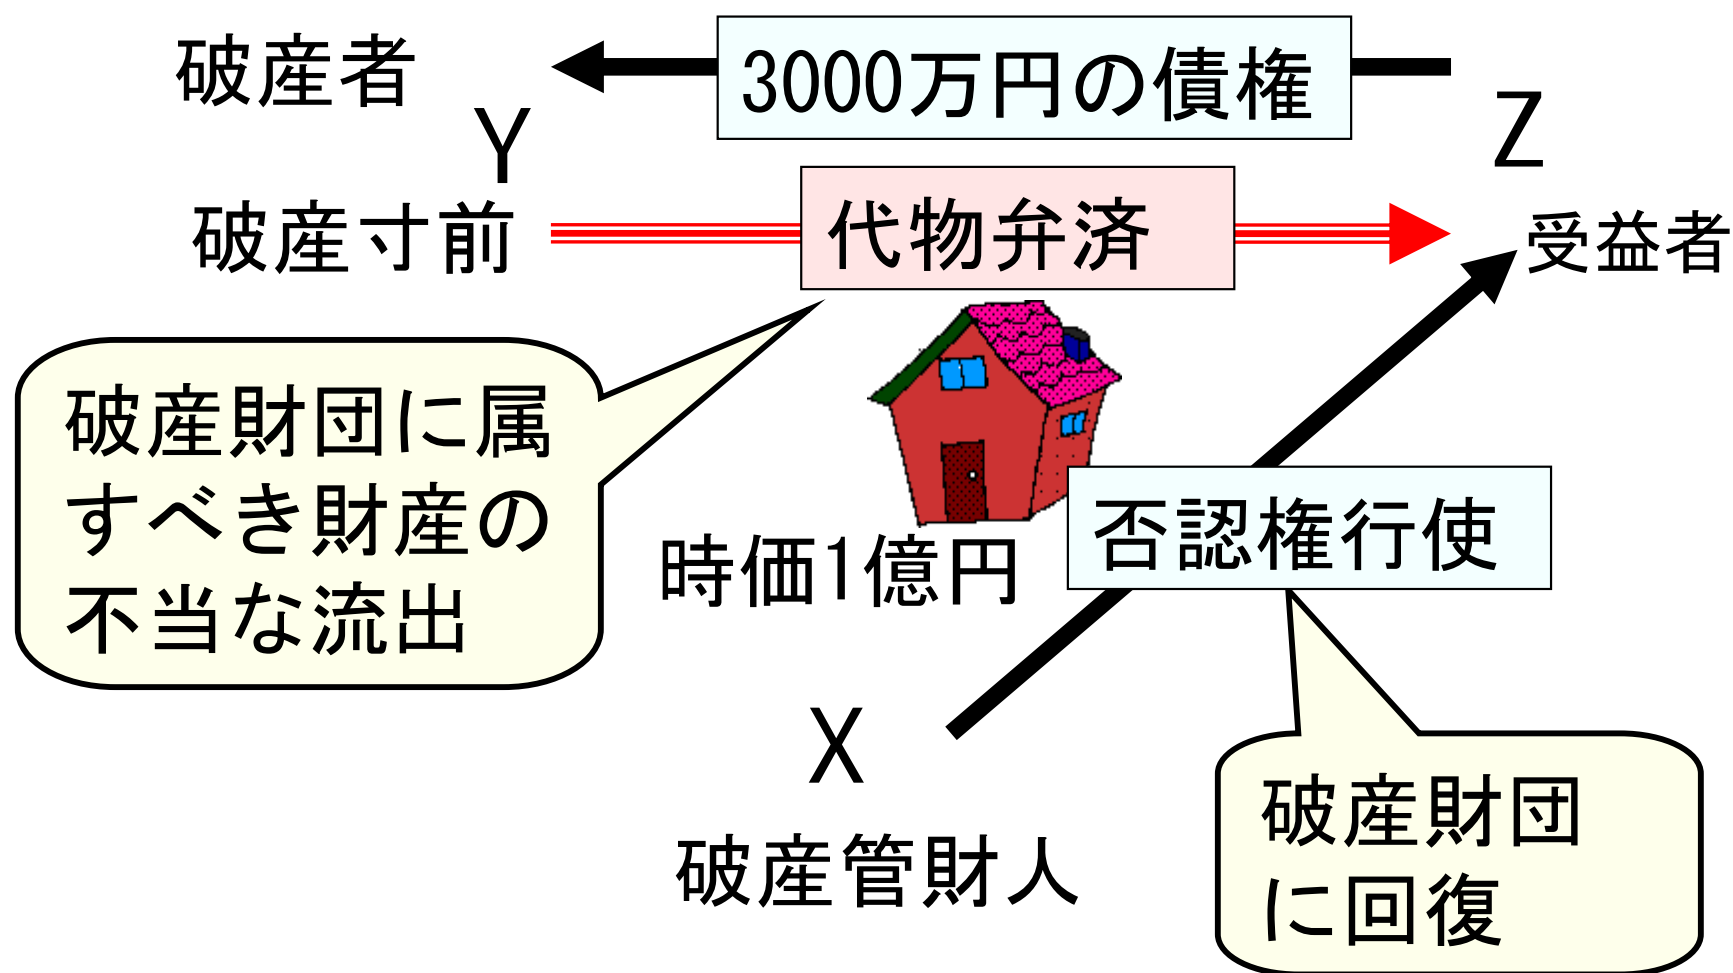 破産者
3000万円の債権
Y
Z
破産寸前
代物弁済
受益者
破産財団に属
すべき財産の
不当な流出
時価1億円
否認権行使
X
破産管財人
破産財団
に回復